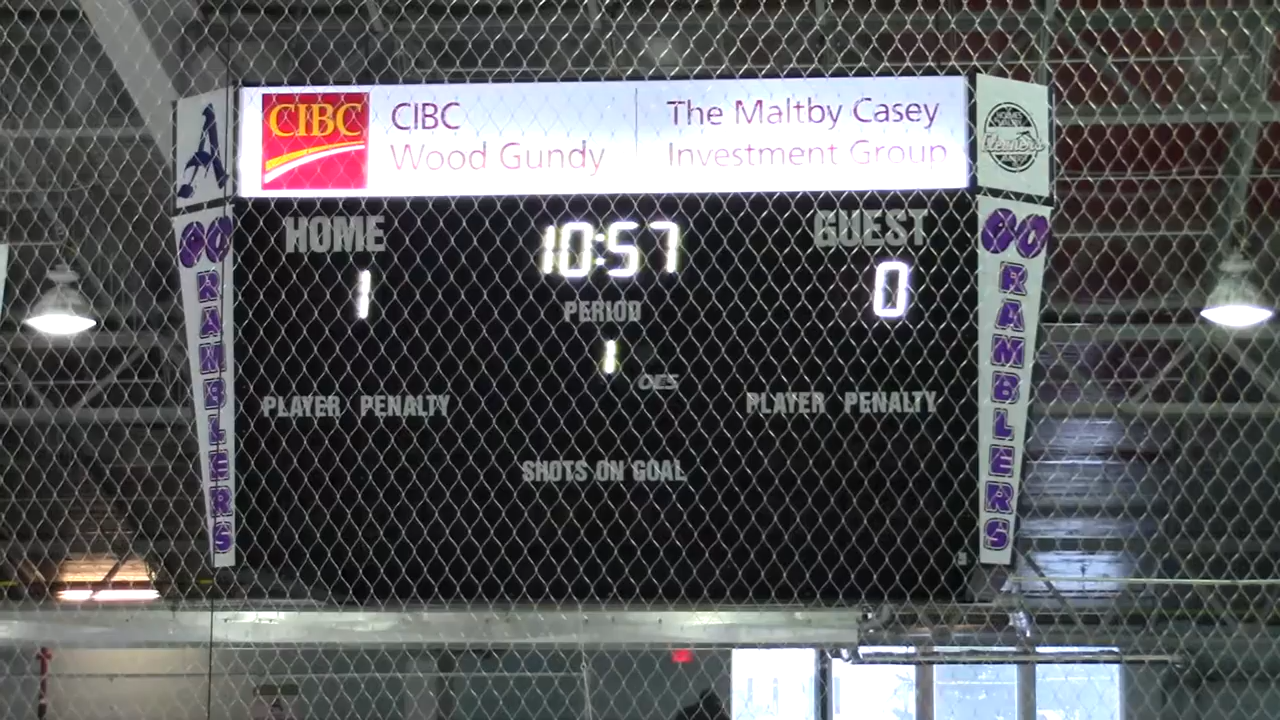 CIBC
CIBC
Wood Gundy
The Maltby Casey
Investment Group
A
HOME
10:57
GUEST
1
PERIOD
0
1
OES
PLAYER PENALTY
PLAYER PENALTY
SHOTS ON GOAL
RAMBLERS
RAMBLERS